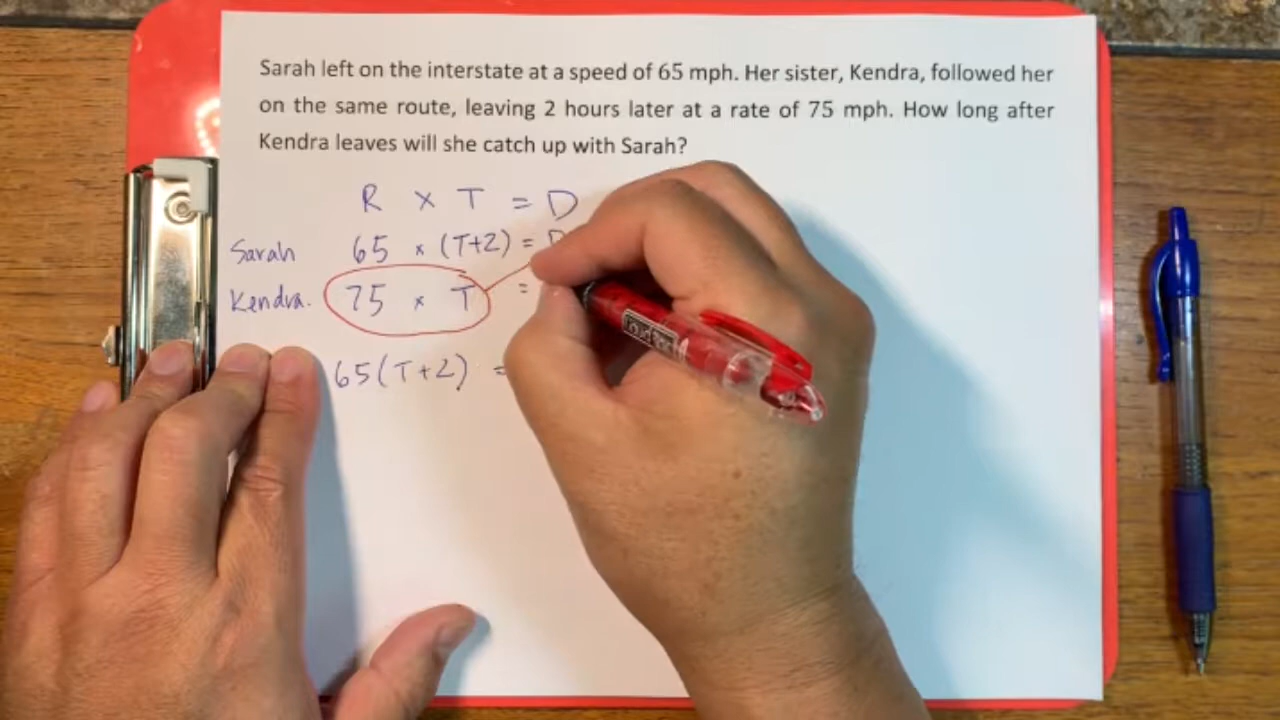 Sarah left on the interstate at a speed of 65 mph. Her sister, Kendra, followed her
on the same route, leaving 2 hours later at a rate of 75 mph. How long after
Kendra leaves will she catch up with Sarah?
R × T = D
Sarah 65 × (T+2) = D
Kendra. 75 × T =
65(T+2) =